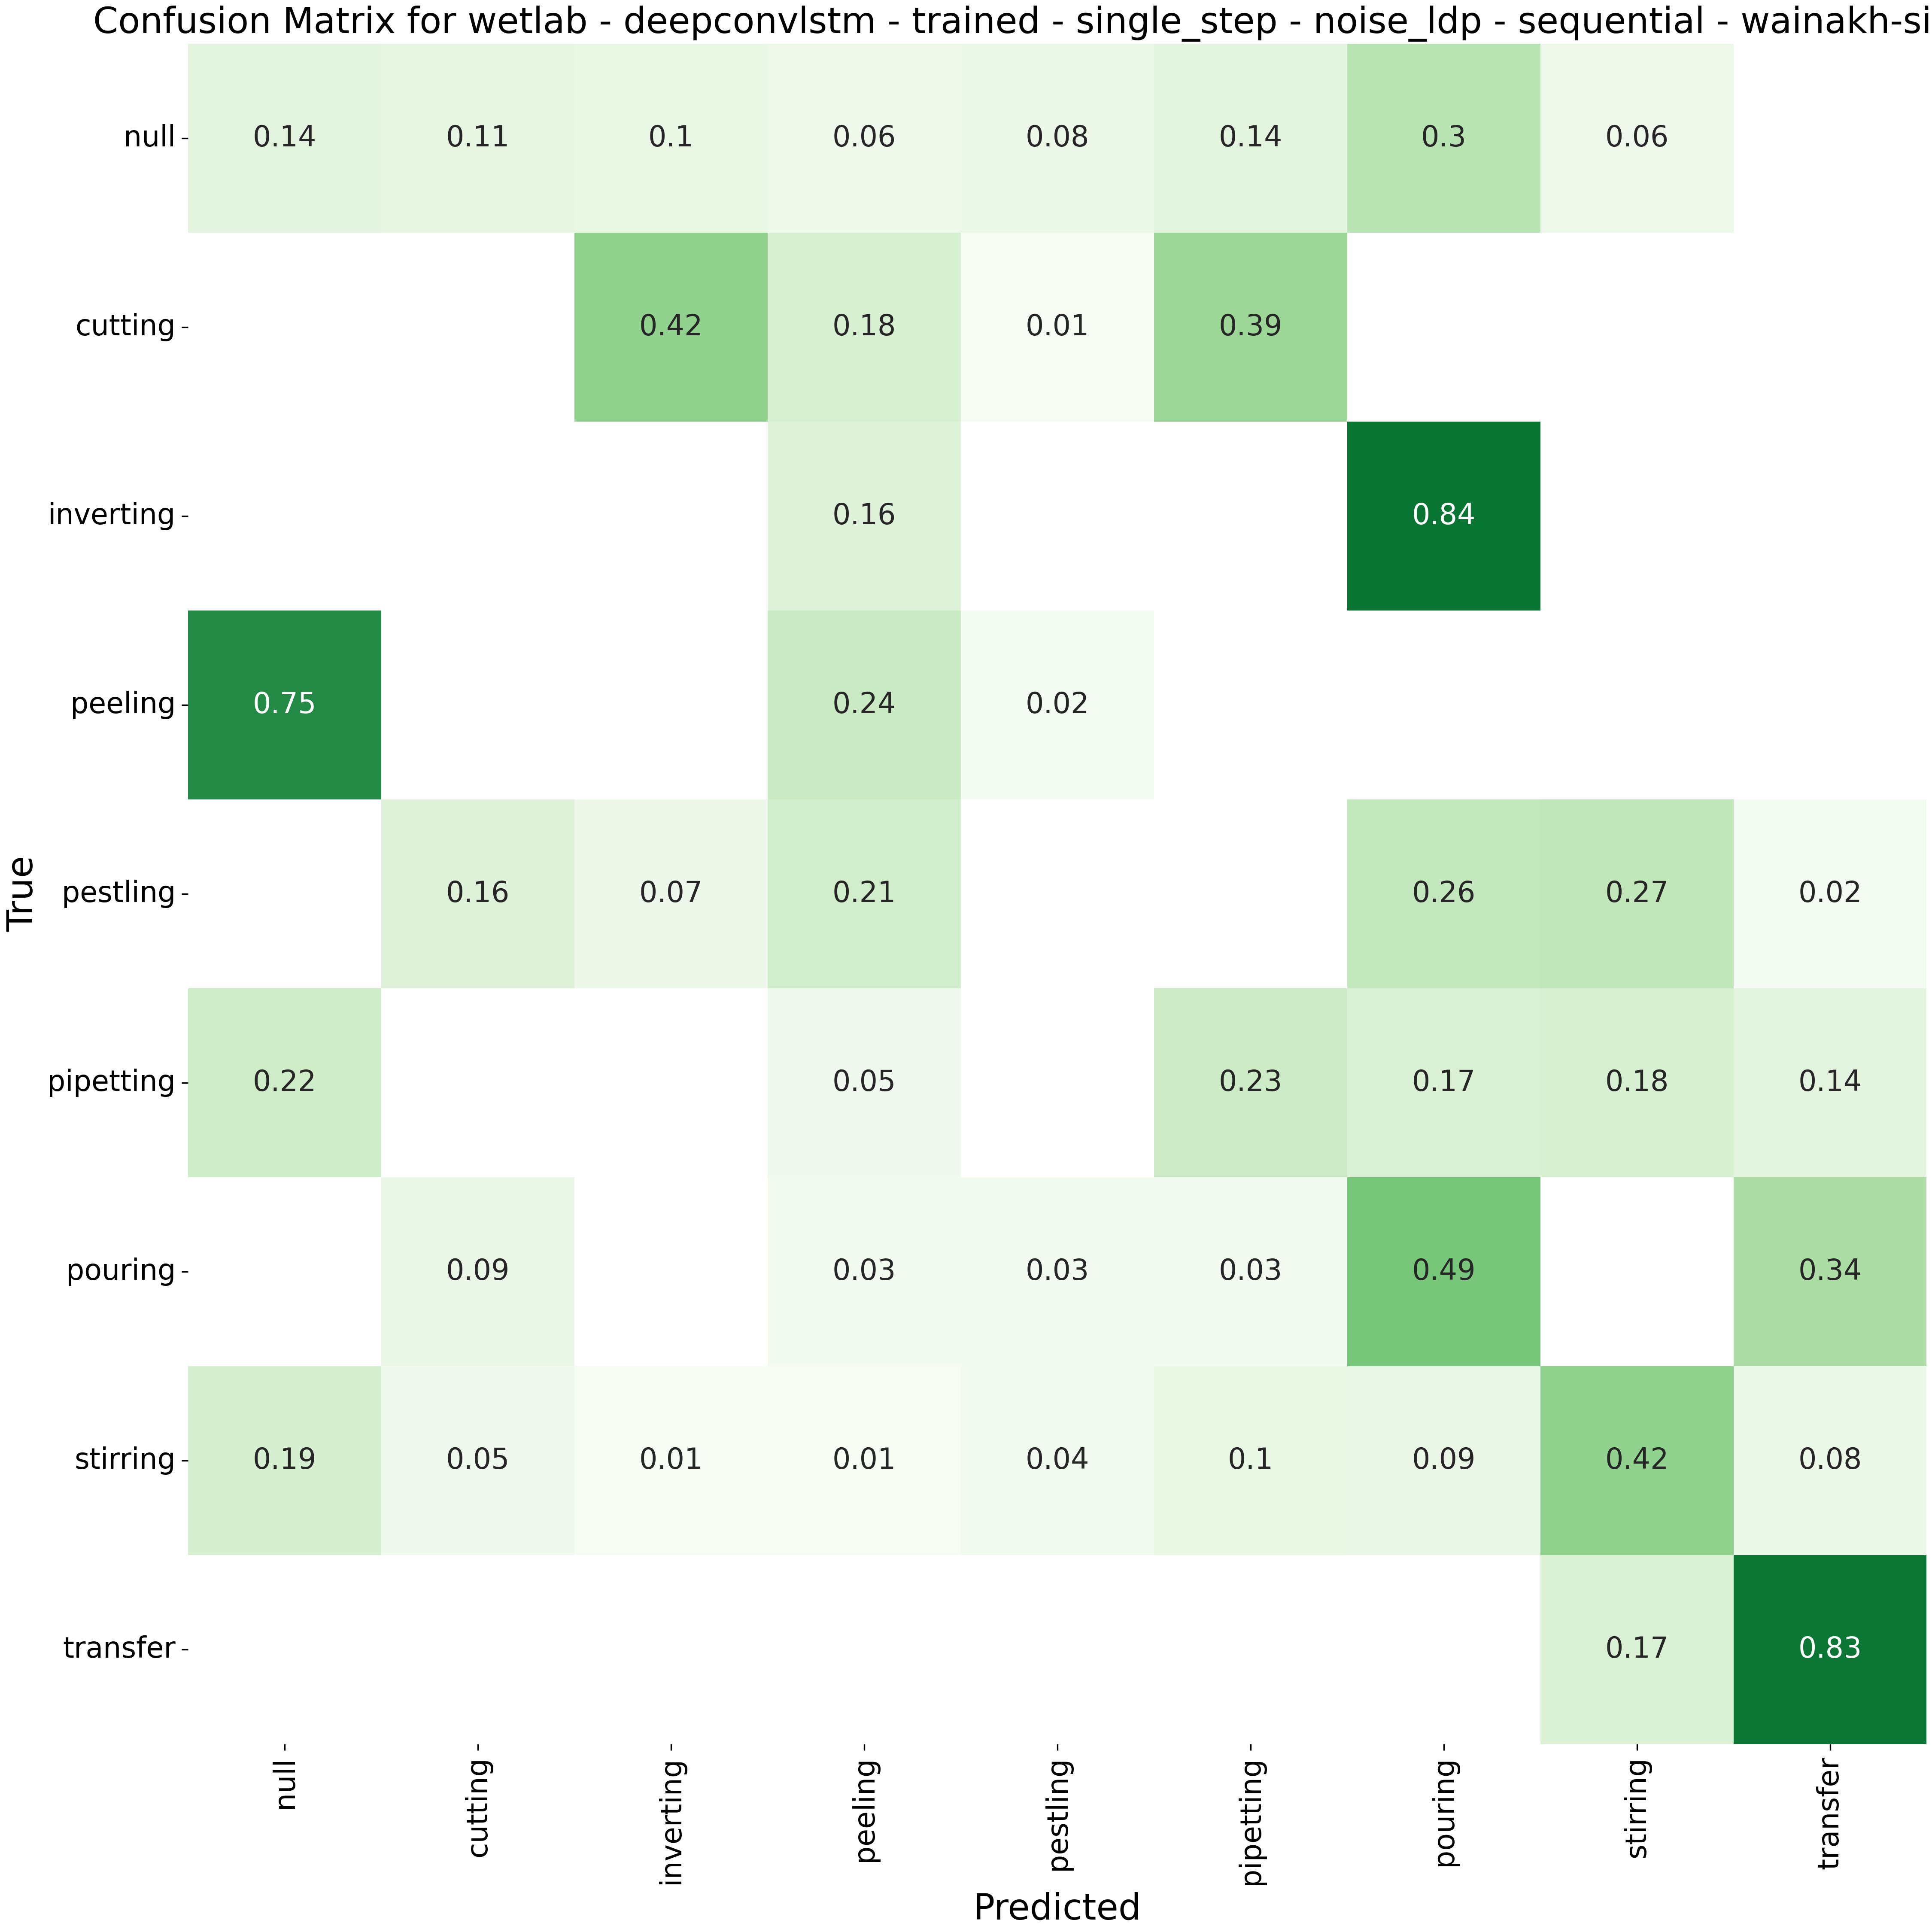 Confusion Matrix for wetlab - deepconvlstm - trained - single_step - noise_ldp - sequential - wainakh-si
null 0.14 0.11 0.1 0.06 0.08 0.14 0.3 0.06
cutting 0.42 0.18 0.01 0.39
inverting 0.16 0.84
peeling 0.75 0.24 0.02
pestling 0.16 0.07 0.21 0.26 0.27 0.02
pipetting 0.22 0.05 0.23 0.17 0.18 0.14
pouring 0.09 0.03 0.03 0.03 0.49 0.34
stirring 0.19 0.05 0.01 0.01 0.04 0.1 0.09 0.42 0.08
transfer 0.17 0.83
True
null cutting inverting peeling pestling pipetting pouring stirring transfer
Predicted